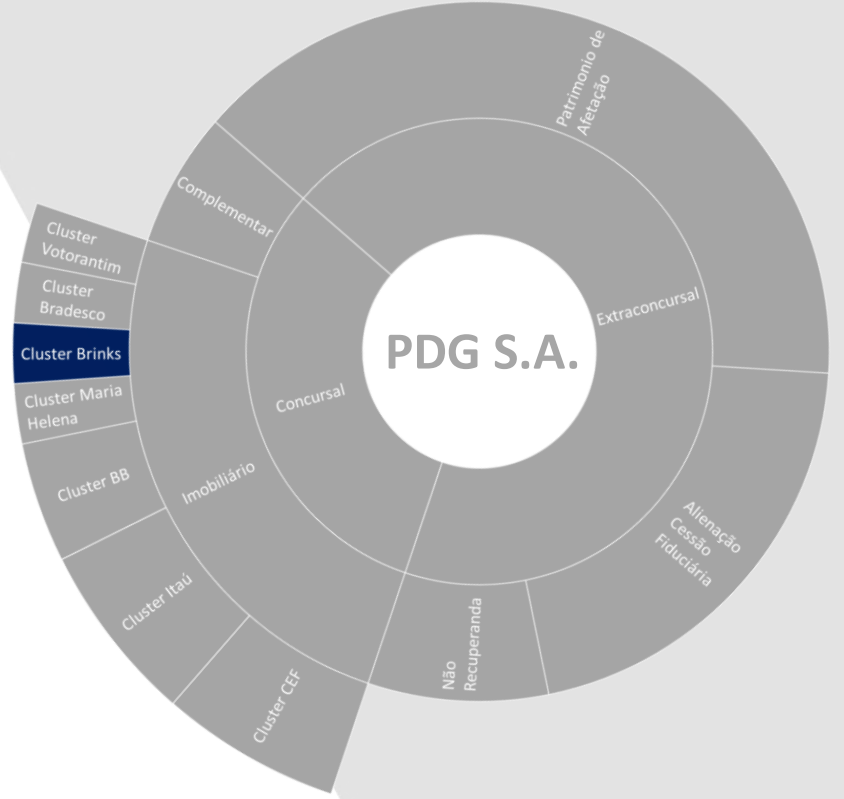 Patrimonio de
Afetação
Complementar
Cluster
Votorantim
Cluster
Bradesco
Extraconcursal
Cluster Brinks
PDG S.A.
Cluster Maria
Helena
Concursal
Cluster BB
Imobiliário
Alienação
Cessão
Fiduciária
Cluster Itaú
Não
Recuperanda
Cluster CEF